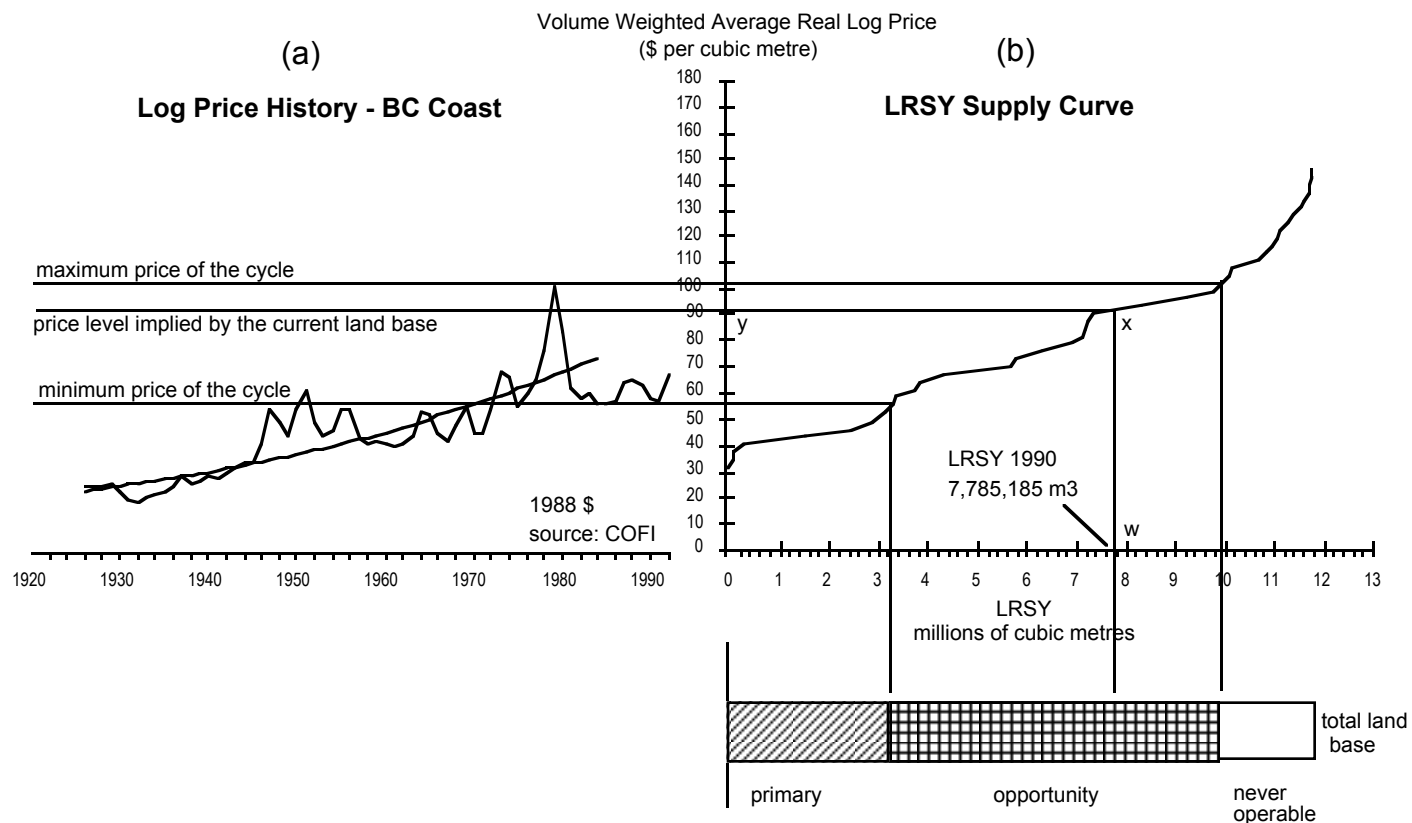 Volume Weighted Average Real Log Price
($ per cubic metre)
(a)
(b)
Log Price History - BC Coast
LRSY Supply Curve
180
170
160
150
140
130
120
110
100
90
80
70
60
50
40
30
20
10
0
maximum price of the cycle
price level implied by the current land base
minimum price of the cycle
y
x
w
LRSY 1990
7,785,185 m3
1988 $
source: COFI
1920 1930 1940 1950 1960 1970 1980 1990
0 1 2 3 4 5 6 7 8 9 10 11 12 13
LRSY
millions of cubic metres
total land
base
primary
opportunity
never
operable